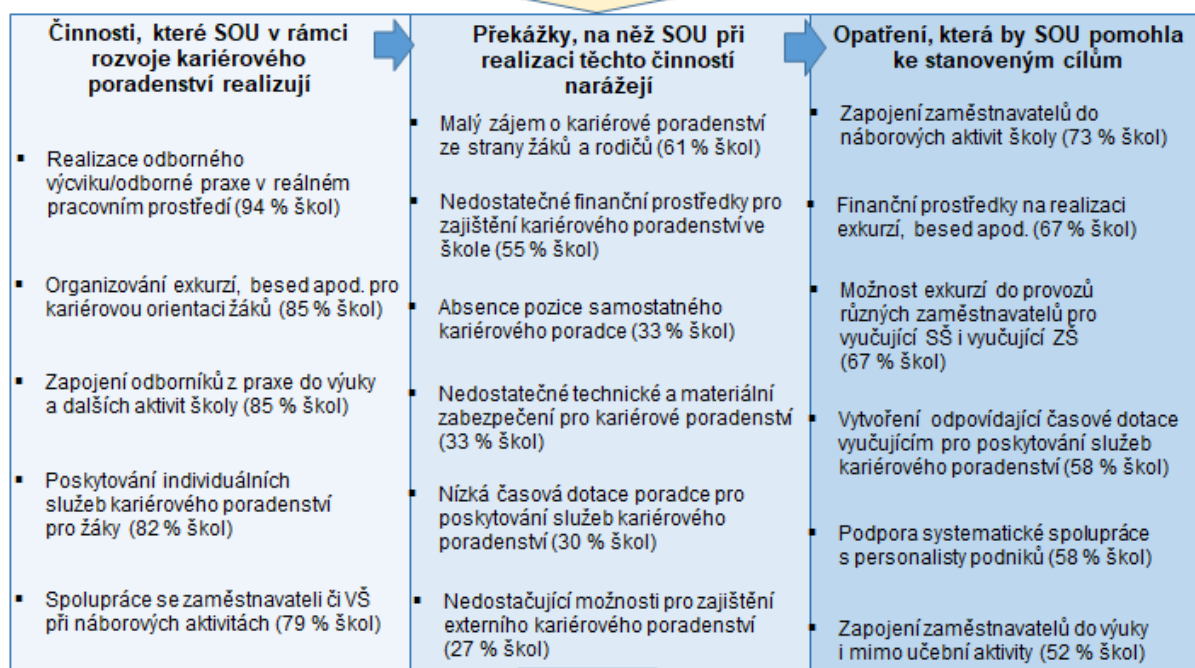 Činnosti, které SOU v rámci
rozvoje kariérového
poradenství realizují
▪ Realizace odborného
výcviku/odborné praxe v reálném
pracovním prostředí (94 % škol)
▪ Organizování exkurzí, besed apod. pro
kariérovou orientaci žáků (85 % škol)
▪ Zapojení odborníků z praxe do výuky
a dalších aktivit školy (85 % škol)
▪ Poskytování individuálních
služeb kariérového poradenství
pro žáky (82 % škol)
▪ Spolupráce se zaměstnavateli či VŠ
při náborových aktivitách (79 % škol)
Překážky, na něž SOU při
realizaci těchto činností
narážejí
▪ Malý zájem o kariérové poradenství
ze strany žáků a rodičů (61 % škol)
▪ Nedostatečné finanční prostředky pro
zajištění kariérového poradenství ve
škole (55 % škol)
▪ Absence pozice samostatného
kariérového poradce (33 % škol)
▪ Nedostatečné technické a materiální
zabezpečení pro kariérové poradenství
(33 % škol)
▪ Nízká časová dotace poradce pro
poskytování služeb kariérového
poradenství (30 % škol)
▪ Nedostačující možnosti pro zajištění
externího kariérového poradenství
(27 % škol)
Opatření, která by SOU pomohla
ke stanoveným cílům
▪ Zapojení zaměstnavatelů do
náborových aktivit školy (73 % škol)
▪ Finanční prostředky na realizaci
exkurzí, besed apod. (67 % škol)
▪ Možnost exkurzí do provozů
různých zaměstnavatelů pro
vyučující SŠ i vyučující ZŠ
(67 % škol)
▪ Vytvoření odpovídající časové dotace
vyučujícím pro poskytování služeb
kariérového poradenství (58 % škol)
▪ Podpora systematické spolupráce
s personalisty podniků (58 % škol)
▪ Zapojení zaměstnavatelů do výuky
i mimo učební aktivity (52 % škol)